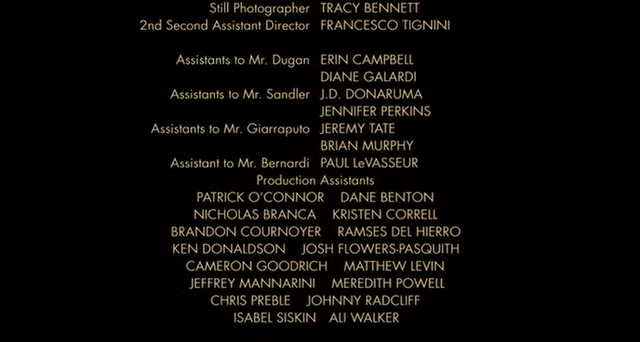 Still Photographer TRACY BENNETT
2nd Second Assistant Director FRANCESCO TIGNINI
Assistants to Mr. Dugan ERIN CAMPBELL
DIANE GALARDI
Assistants to Mr. Sandler J.D. DONARUMA
JENNIFER PERKINS
Assistants to Mr. Giarraputo JEREMY TATE
BRIAN MURPHY
Assistant to Mr. Bernardi PAUL LeVASSEUR
Production Assistants
PATRICK O'CONNOR DANE BENTON
NICHOLAS BRANCA KRISTEN CORRELL
BRANDON COURNOYER RAMSES DEL HIERRO
KEN DONALDSON JOSH FLOWERS-PASQUITH
CAMERON GOODRICH MATTHEW LEVIN
JEFFREY MANNARINI MEREDITH POWELL
CHRIS PREBLE JOHNNY RADCLIFF
ISABEL SISKIN ALI WALKER